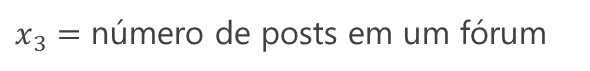 x₃ = número de posts em um fórum